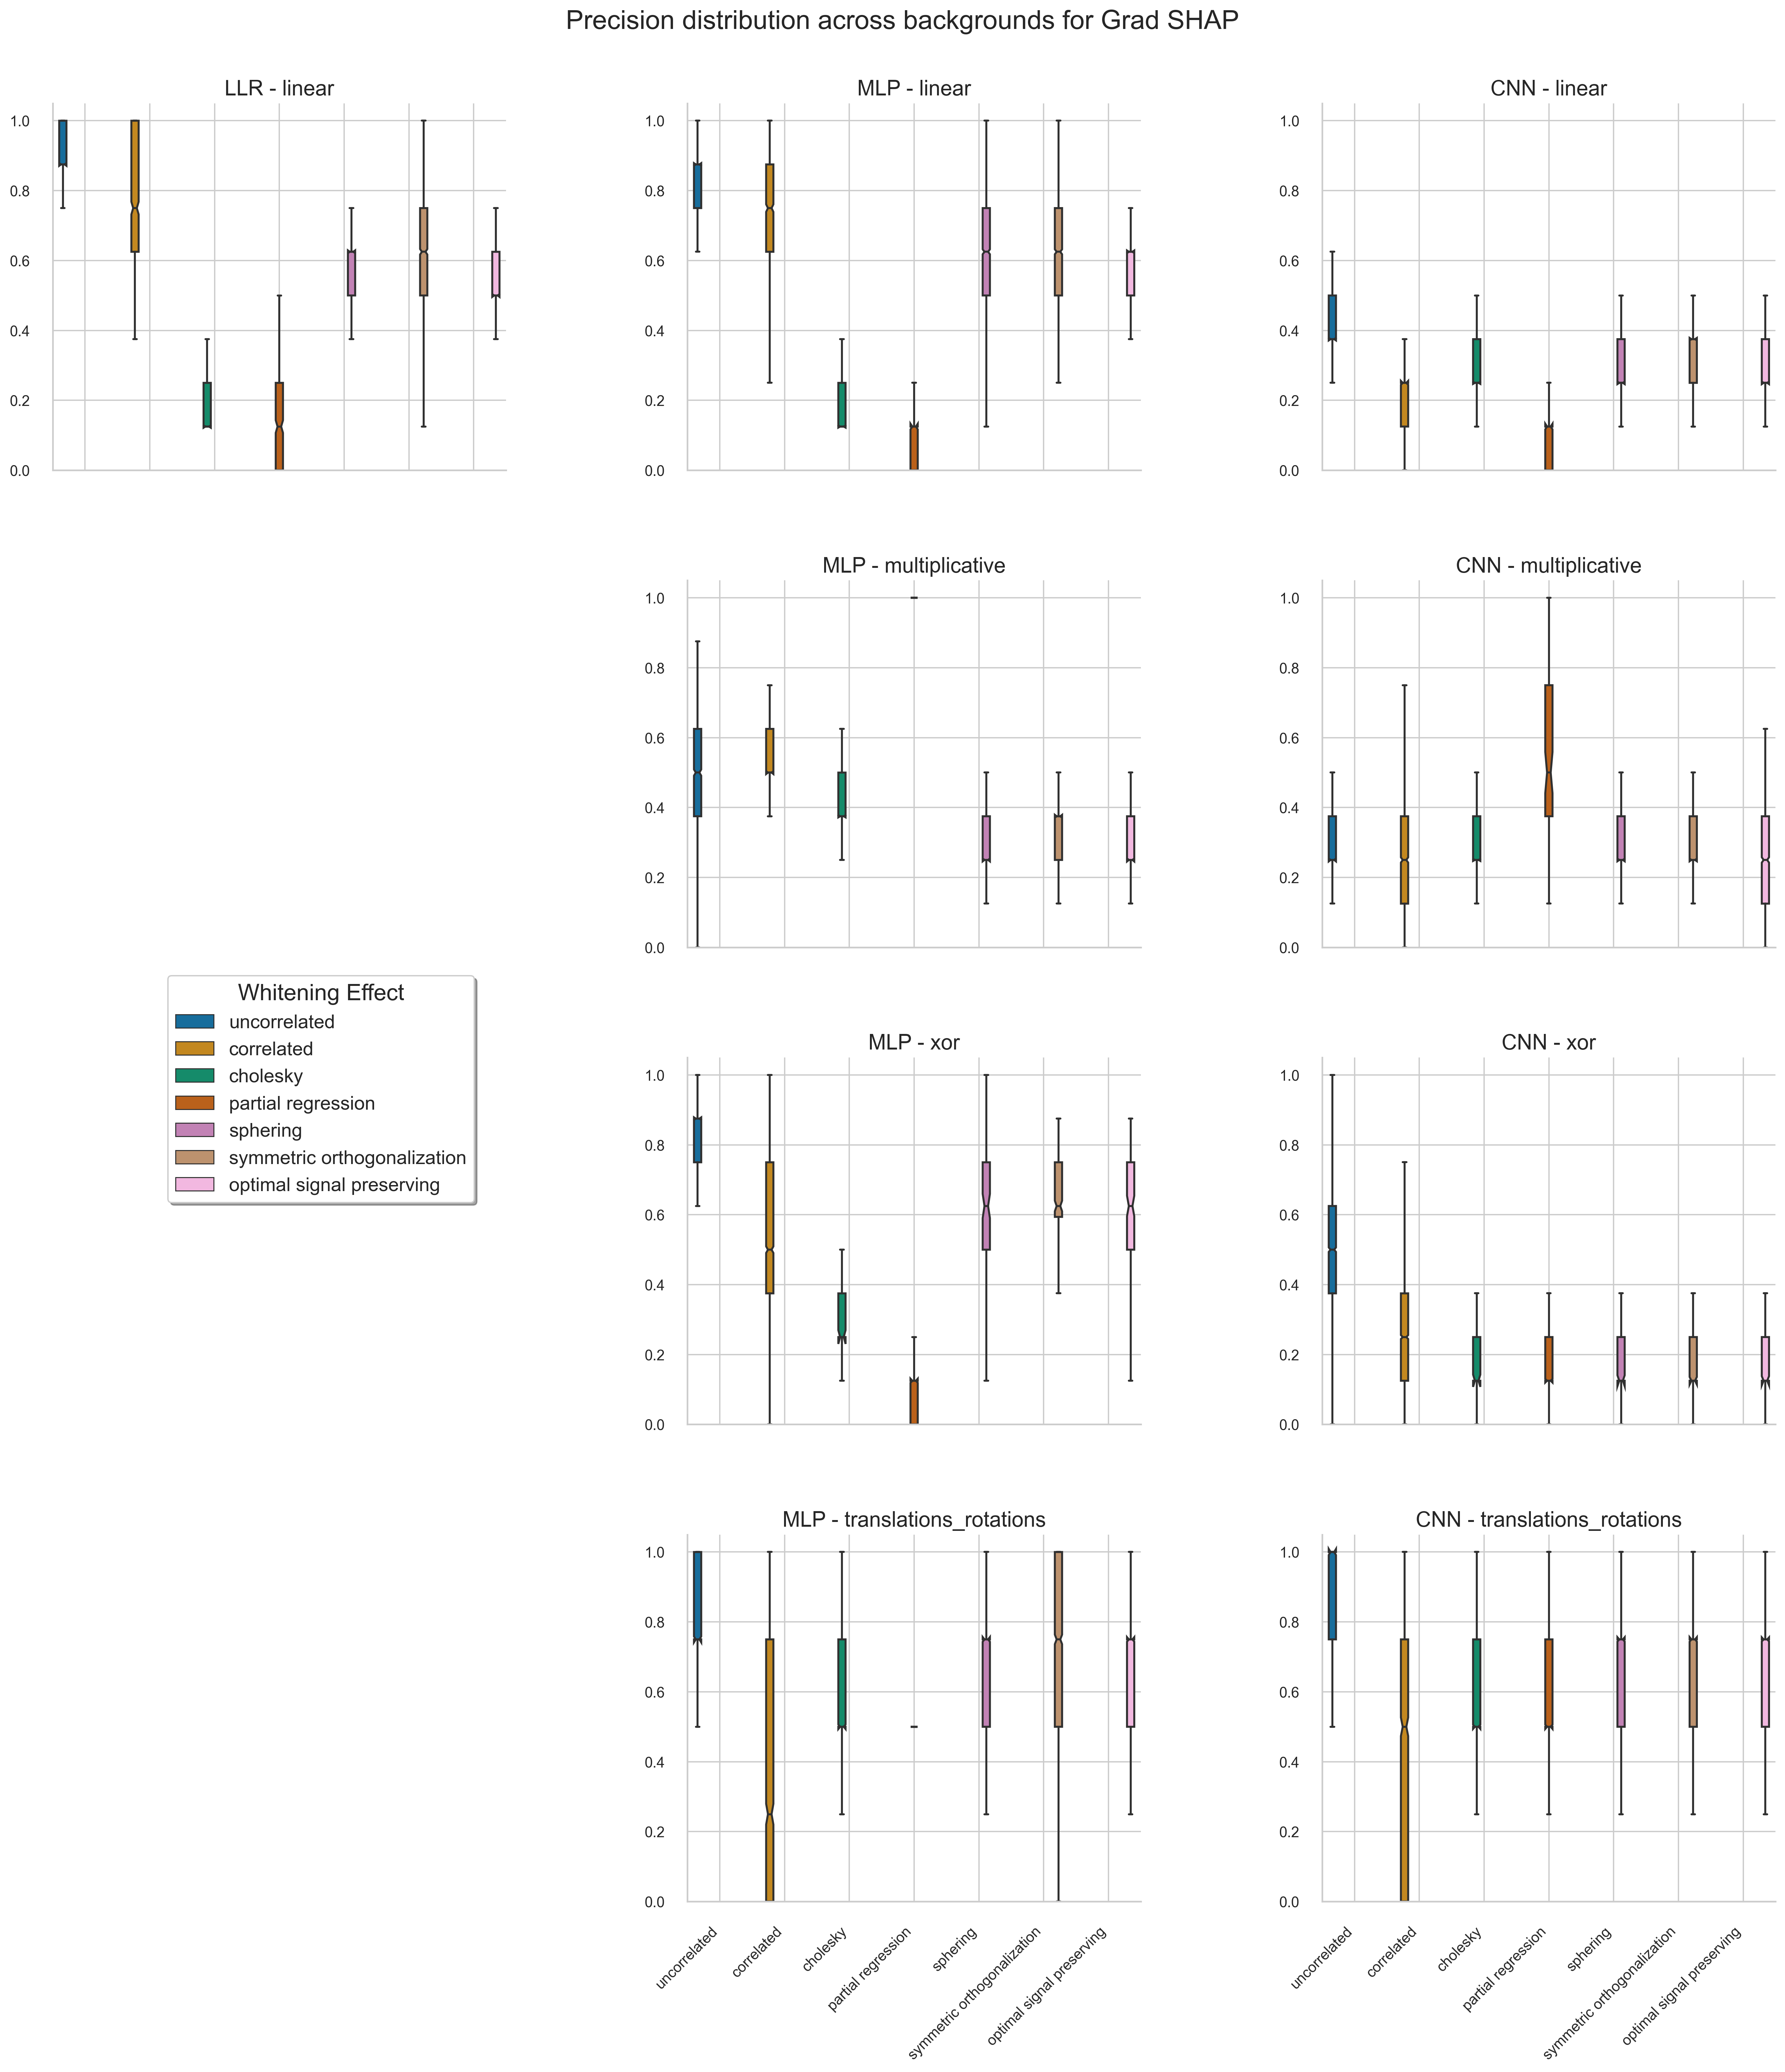 Precision distribution across backgrounds for Grad SHAP
LLR - linear
MLP - linear
CNN - linear
1.0
0.8
0.6
0.4
0.2
0.0
1.0
0.8
0.6
0.4
0.2
0.0
1.0
0.8
0.6
0.4
0.2
0.0
MLP - multiplicative
CNN - multiplicative
1.0
0.8
0.6
0.4
0.2
0.0
1.0
0.8
0.6
0.4
0.2
0.0
Whitening Effect
uncorrelated
correlated
cholesky
partial regression
sphering
symmetric orthogonalization
optimal signal preserving
MLP - xor
CNN - xor
1.0
0.8
0.6
0.4
0.2
0.0
1.0
0.8
0.6
0.4
0.2
0.0
MLP - translations_rotations
CNN - translations_rotations
1.0
0.8
0.6
0.4
0.2
0.0
1.0
0.8
0.6
0.4
0.2
0.0
uncorrelated
correlated
cholesky
partial regression
sphering
symmetric orthogonalization
optimal signal preserving
uncorrelated
correlated
cholesky
partial regression
sphering
symmetric orthogonalization
optimal signal preserving